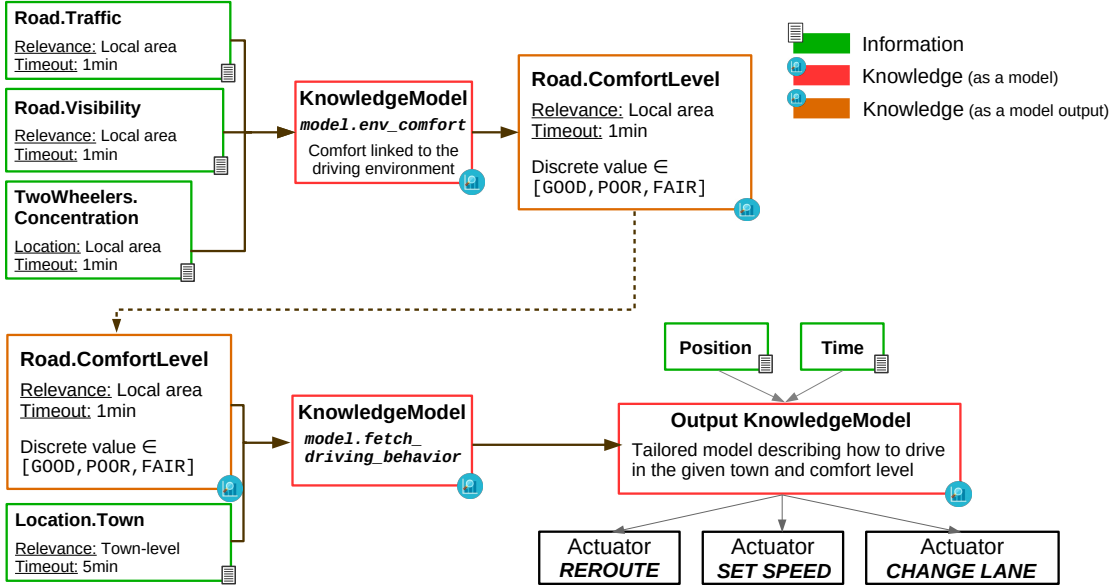 Road.Traffic
Relevance: Local area
Timeout: 1min
Road.Visibility
Relevance: Local area
Timeout: 1min
TwoWheelers.
Concentration
Location: Local area
Timeout: 1min
KnowledgeModel
model.env_comfort
Comfort linked to the
driving environment
Road.ComfortLevel
Relevance: Local area
Timeout: 1min
Discrete value ∈
[GOOD,POOR,FAIR]
Information
Knowledge (as a model)
Knowledge (as a model output)
Road.ComfortLevel
Relevance: Local area
Timeout: 1min
Discrete value ∈
[GOOD,POOR,FAIR]
Location.Town
Relevance: Town-level
Timeout: 5min
KnowledgeModel
model.fetch_
driving_behavior
Position
Time
Output KnowledgeModel
Tailored model describing how to drive
in the given town and comfort level
Actuator
REROUTE
Actuator
SET SPEED
Actuator
CHANGE LANE